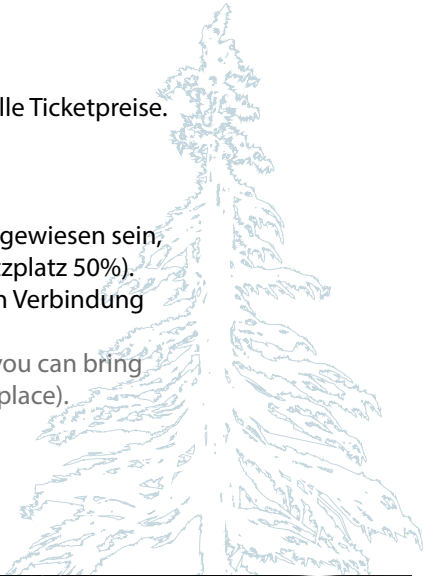 lle Ticketpreise.
gewiesen sein,
zplatz 50%).
Verbindung
you can bring
place).